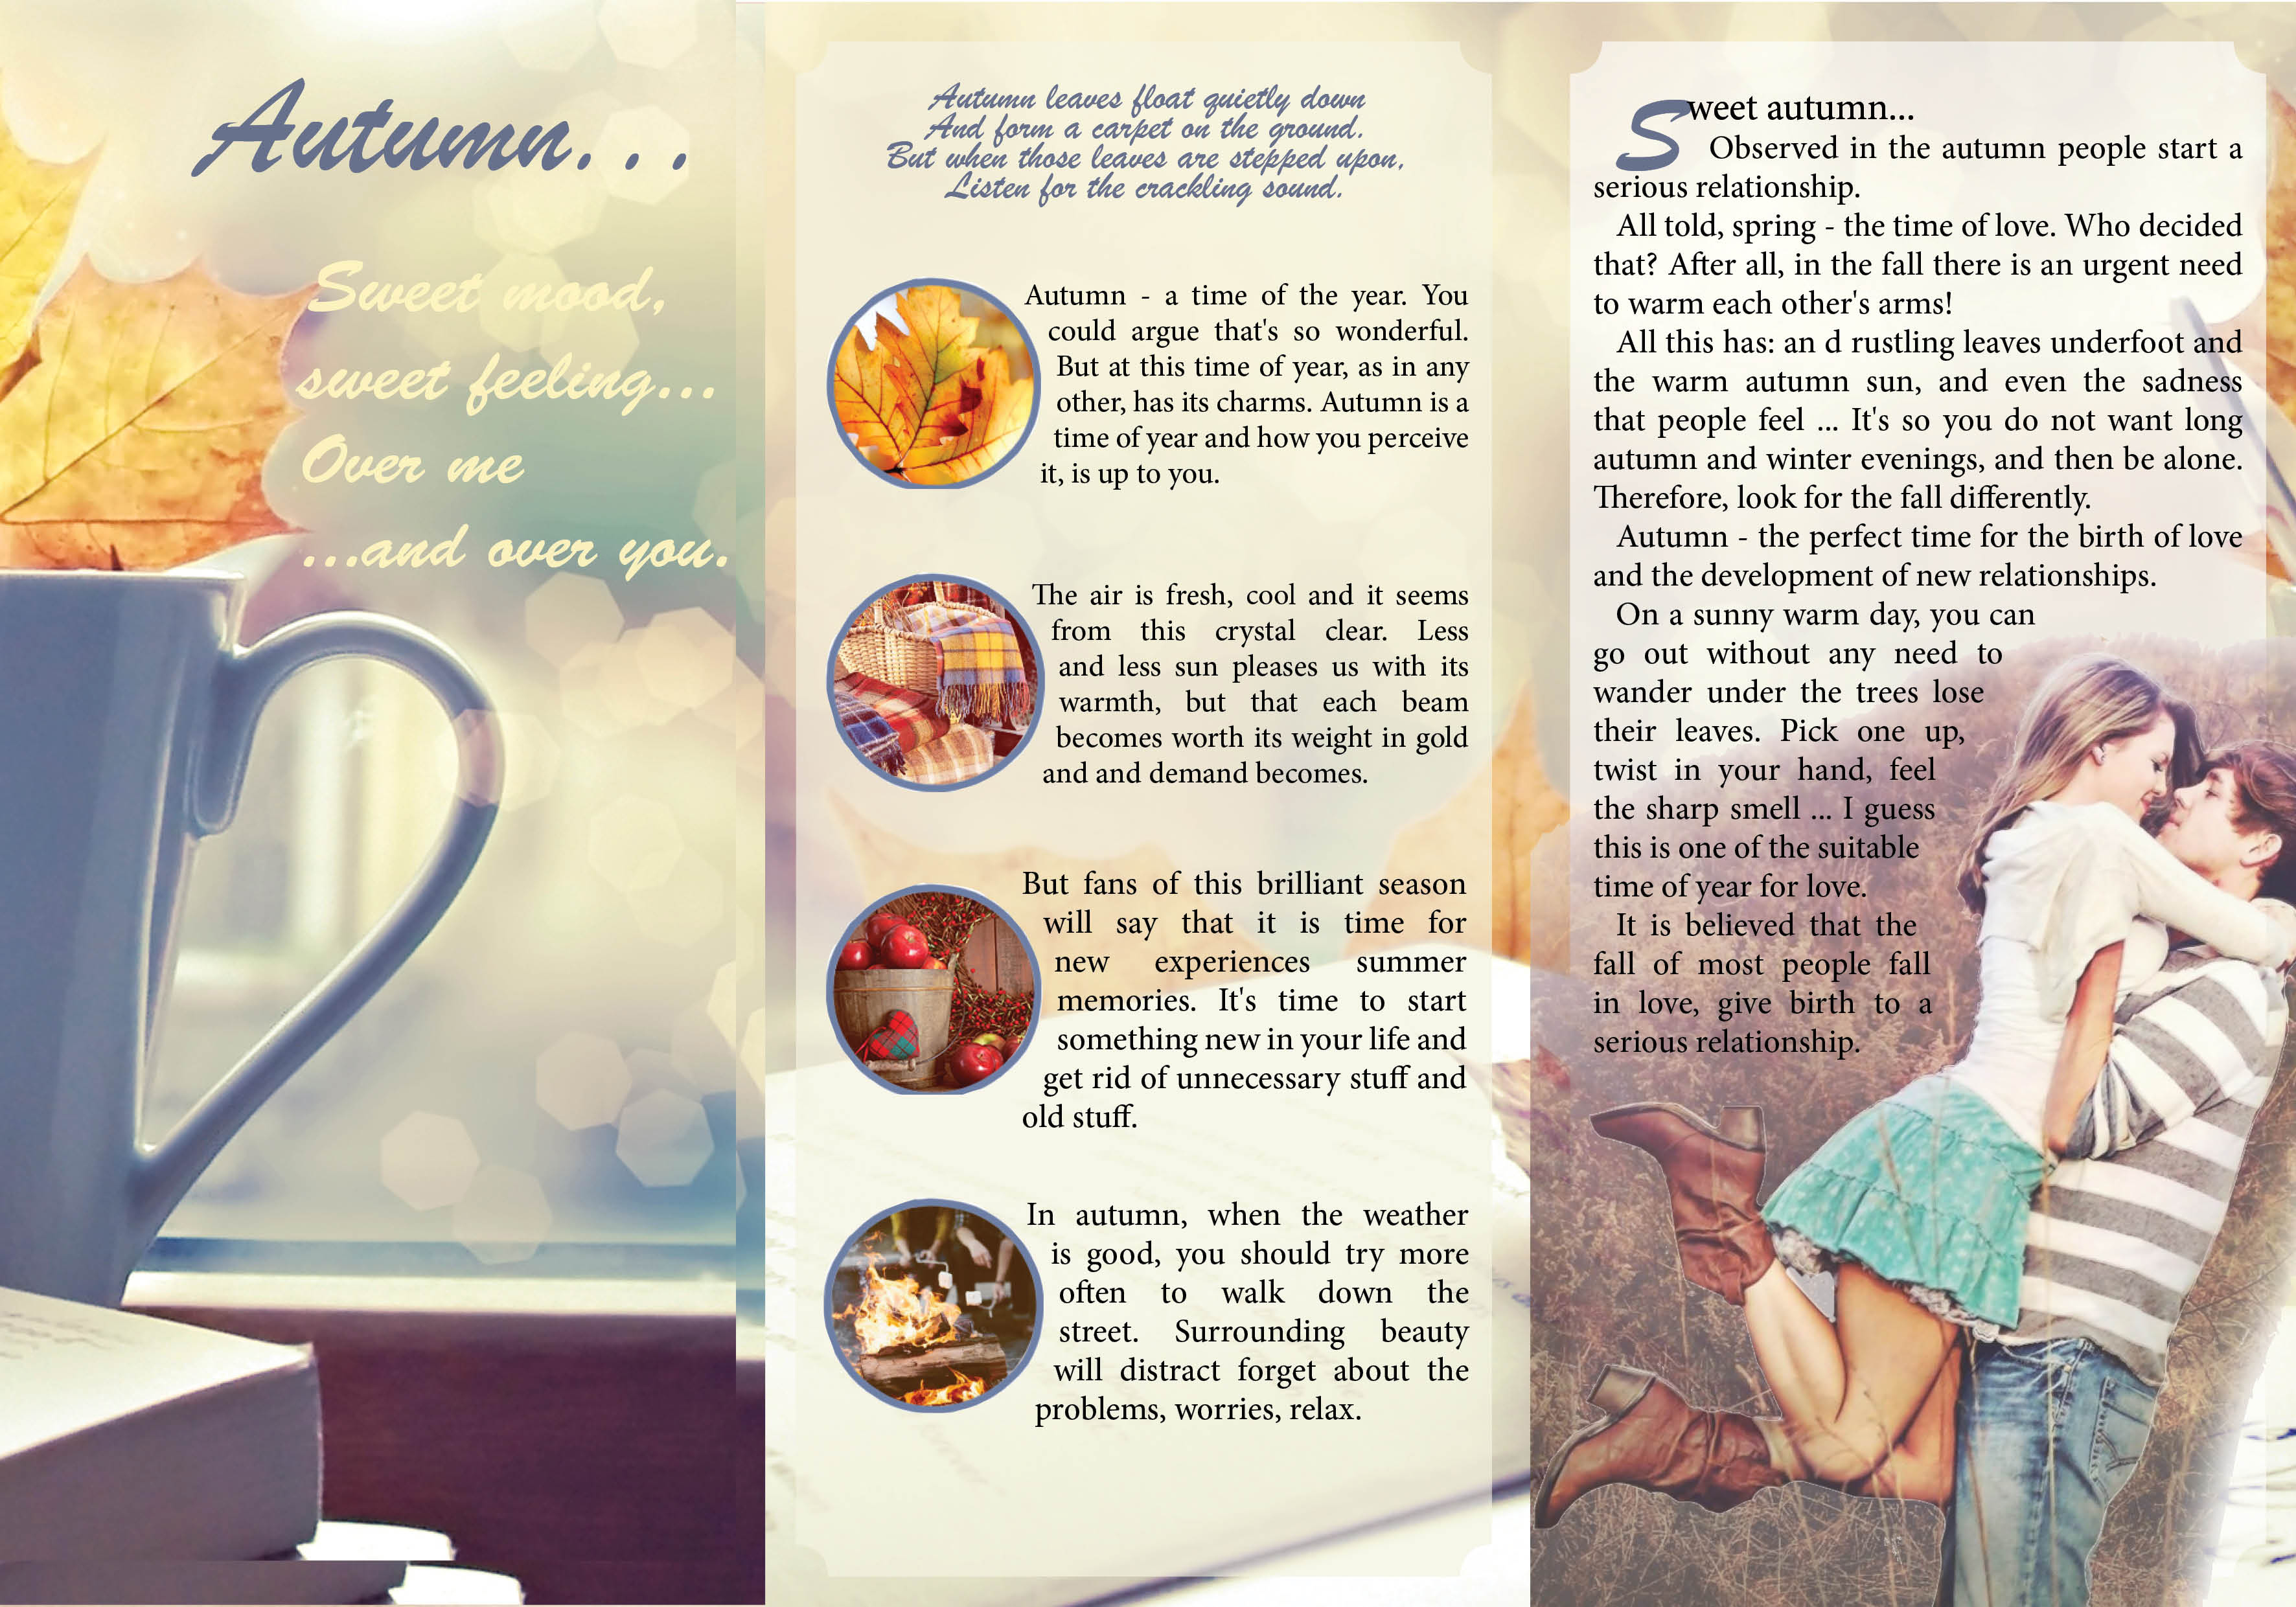 Autumn...
Sweet mood,
sweet feeling...
Over me
...and over you.
Autumn leaves float quietly down
And form a carpet on the ground.
But when those leaves are stepped upon,
Listen for the crackling sound.
Autumn - a time of the year. You
could argue that's so wonderful.
But at this time of year, as in any
other, has its charms. Autumn is a
time of year and how you perceive
it, is up to you.
The air is fresh, cool and it seems
from this crystal clear. Less
and less sun pleases us with its
warmth, but that each beam
becomes worth its weight in gold
and and demand becomes.
But fans of this brilliant season
will say that it is time for
new experiences summer
memories. It's time to start
something new in your life and
get rid of unnecessary stuff and
old stuff.
In autumn, when the weather
is good, you should try more
often to walk down the
street. Surrounding beauty
will distract forget about the
problems, worries, relax.
Sweet autumn...
Observed in the autumn people start a
serious relationship.
All told, spring - the time of love. Who decided
that? After all, in the fall there is an urgent need
to warm each other's arms!
All this has: an d rustling leaves underfoot and
the warm autumn sun, and even the sadness
that people feel ... It's so you do not want long
autumn and winter evenings, and then be alone.
Therefore, look for the fall differently.
Autumn - the perfect time for the birth of love
and the development of new relationships.
On a sunny warm day, you can
go out without any need to
wander under the trees lose
their leaves. Pick one up,
twist in your hand, feel
the sharp smell ... I guess
this is one of the suitable
time of year for love.
It is believed that the
fall of most people fall
in love, give birth to a
serious relationship.